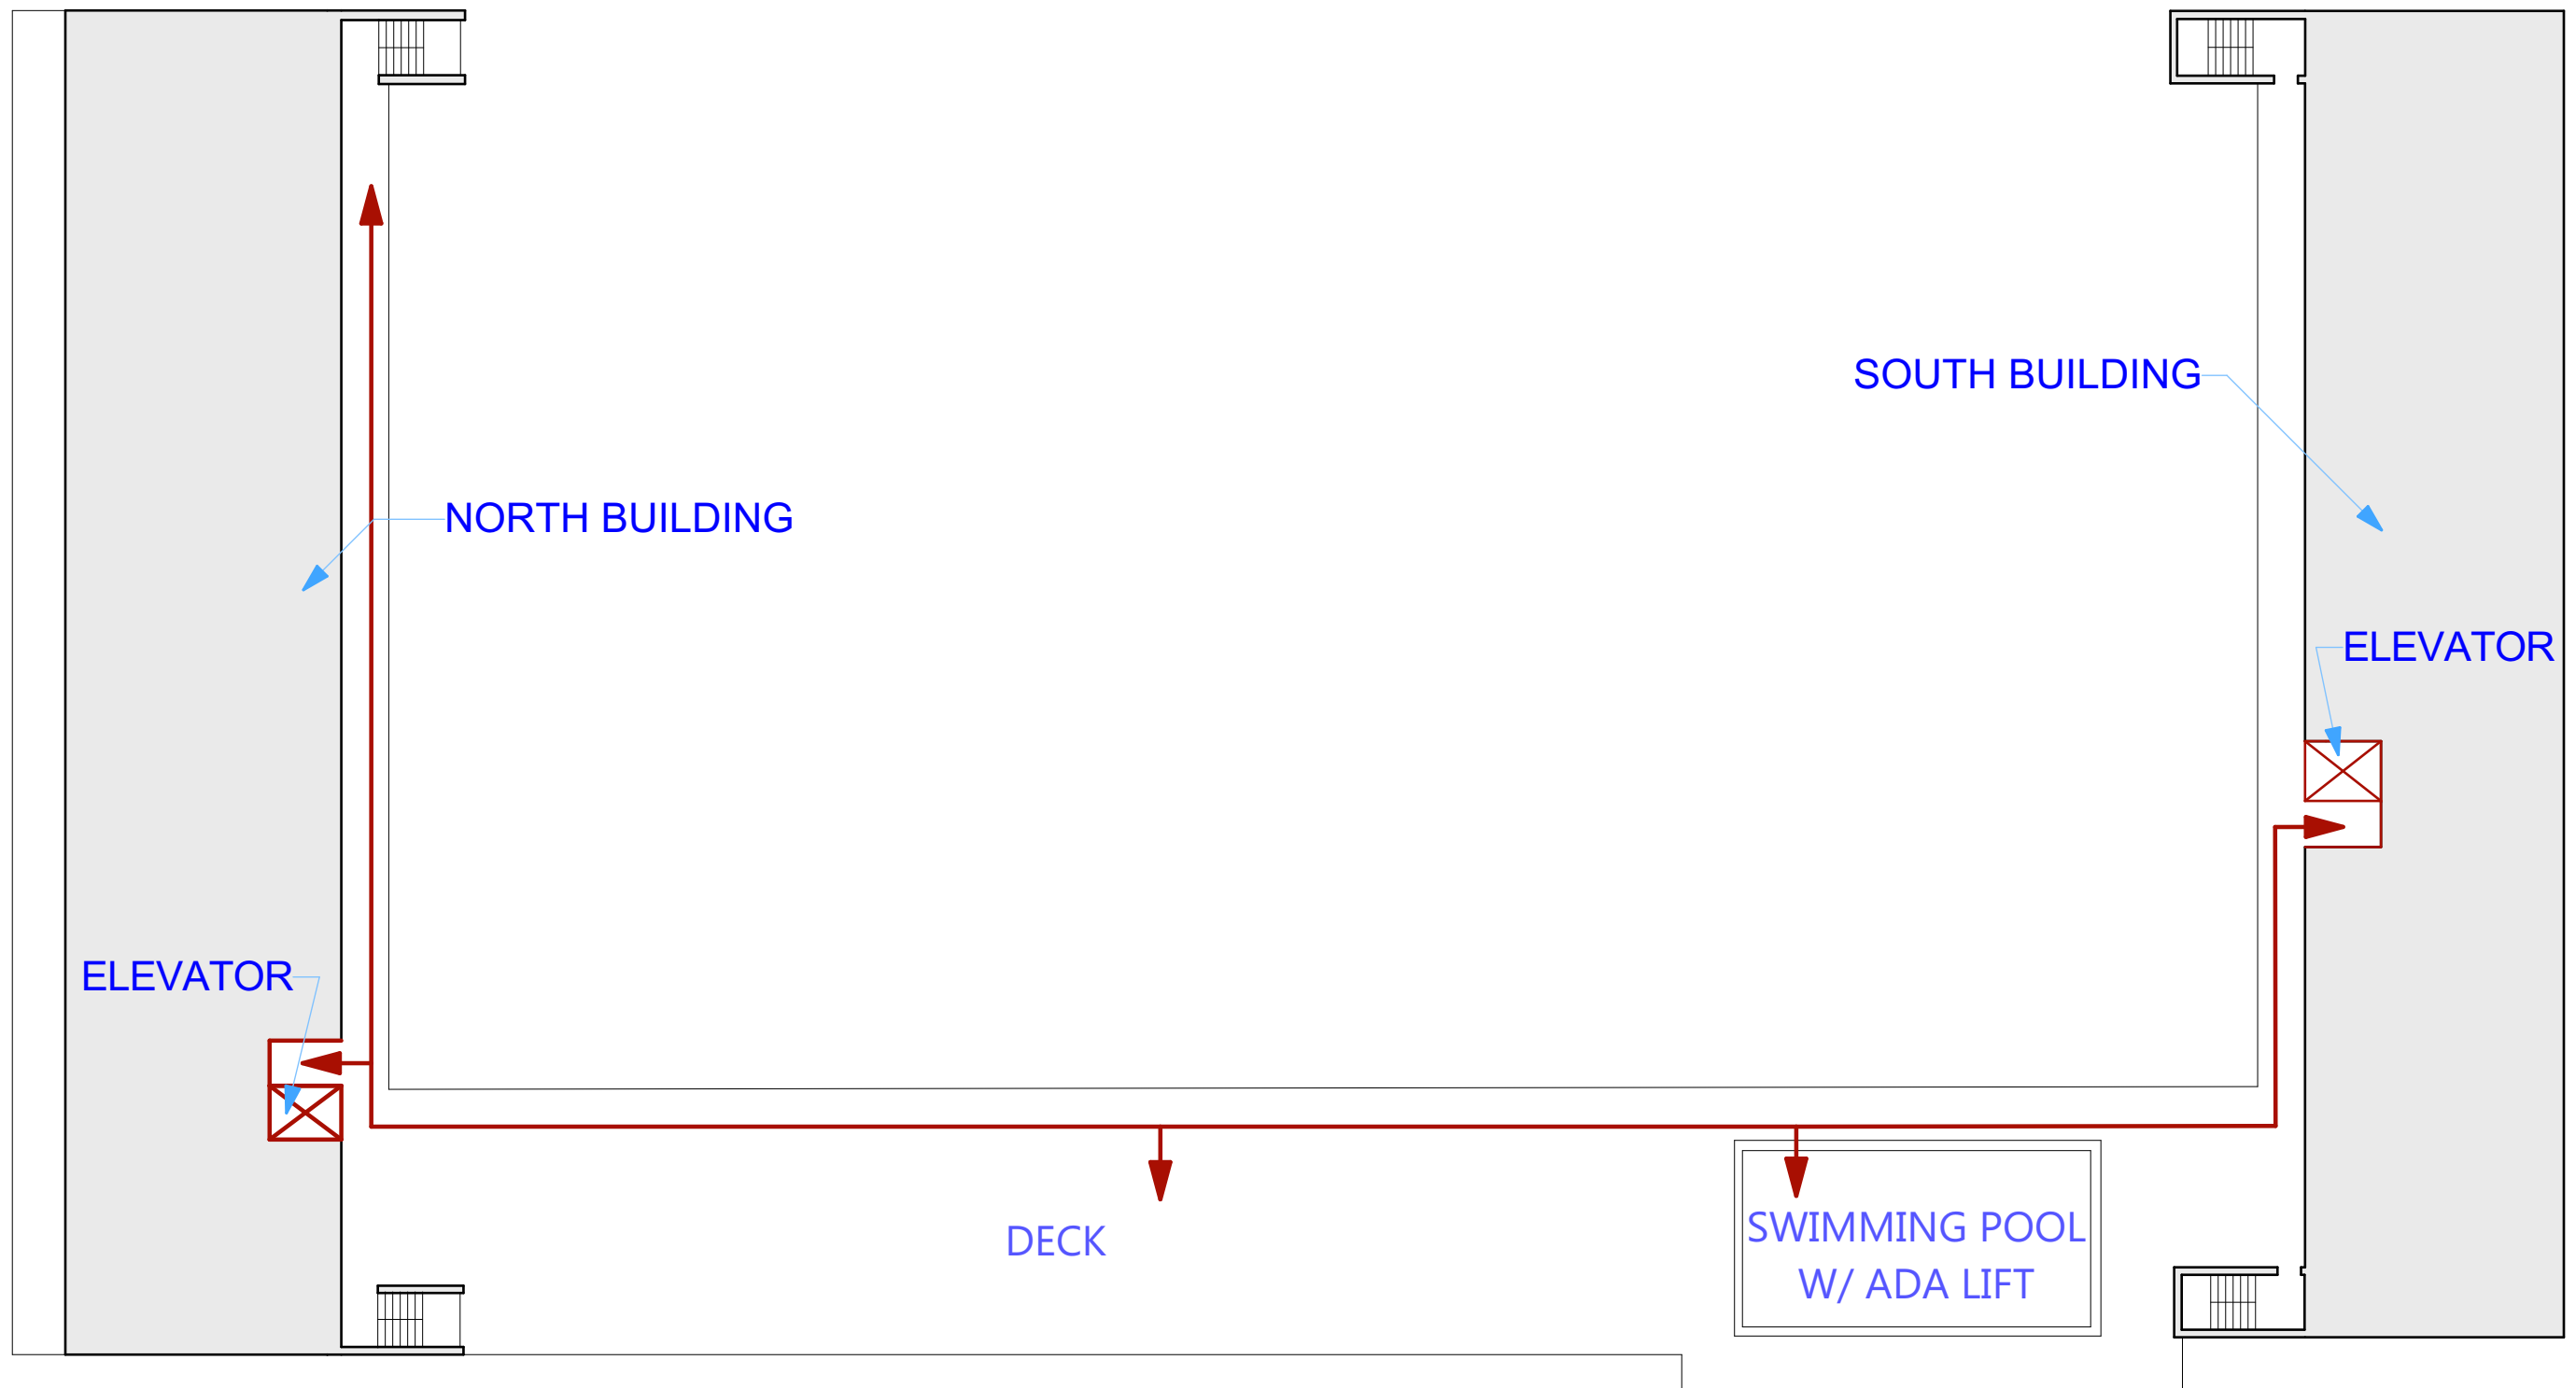 SOUTH BUILDING
NORTH BUILDING
ELEVATOR
ELEVATOR
DECK
SWIMMING POOL
W/ ADA LIFT